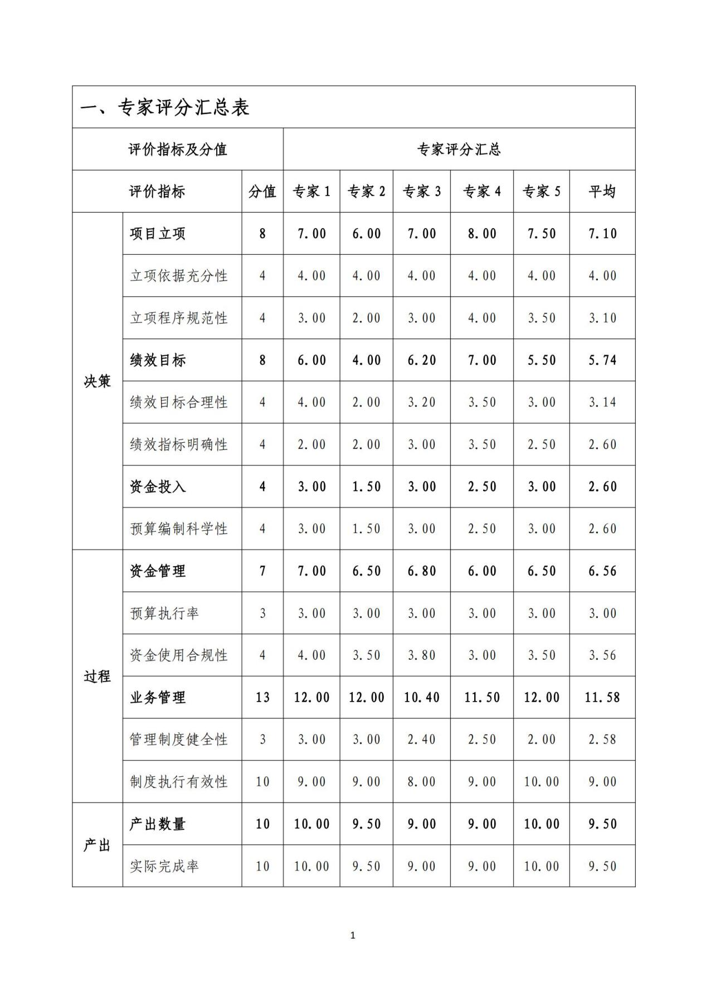 一、专家评分汇总表
评价指标及分值 专家评分汇总
评价指标 分值 专家1 专家2 专家3 专家4 专家5 平均
决策
项目立项 8 7.00 6.00 7.00 8.00 7.50 7.10
立项依据充分性 4 4.00 4.00 4.00 4.00 4.00 4.00
立项程序规范性 4 3.00 2.00 3.00 4.00 3.50 3.10
绩效目标 8 6.00 4.00 6.20 7.00 5.50 5.74
绩效目标合理性 4 4.00 2.00 3.20 3.50 3.00 3.14
绩效指标明确性 4 2.00 2.00 3.00 3.50 2.50 2.60
资金投入 4 3.00 1.50 3.00 2.50 3.00 2.60
预算编制科学性 4 3.00 1.50 3.00 2.50 3.00 2.60
过程
资金管理 7 7.00 6.50 6.80 6.00 6.50 6.56
预算执行率 3 3.00 3.00 3.00 3.00 3.00 3.00
资金使用合规性 4 4.00 3.50 3.80 3.00 3.50 3.56
业务管理 13 12.00 12.00 10.40 11.50 12.00 11.58
管理制度健全性 3 3.00 3.00 2.40 2.50 2.00 2.58
制度执行有效性 10 9.00 9.00 8.00 9.00 10.00 9.00
产出
产出数量 10 10.00 9.50 9.00 9.00 10.00 9.50
实际完成率 10 10.00 9.50 9.00 9.00 10.00 9.50
1